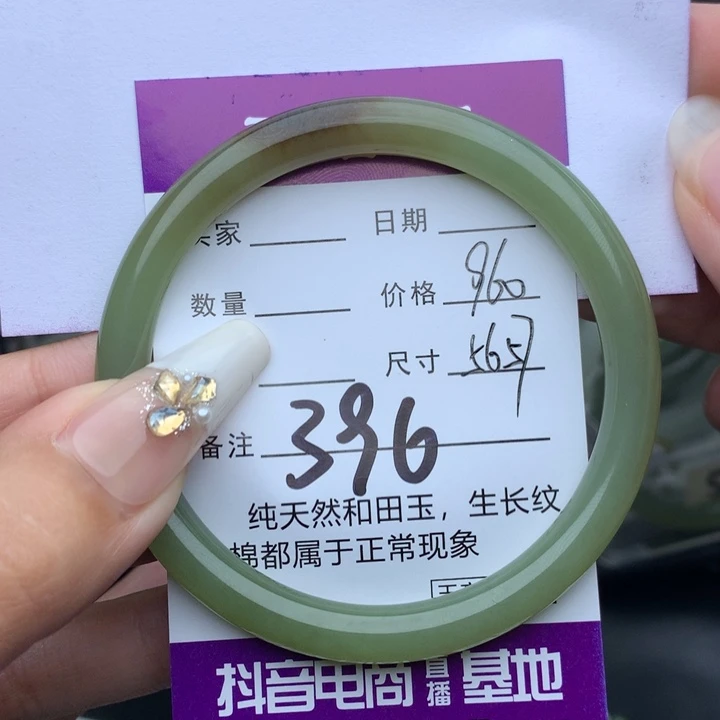 家 日期
数量 价格 960
尺寸 5657
备注 396
纯天然和田玉，生长纹
棉都属于正常现象
抖音电商直播基地